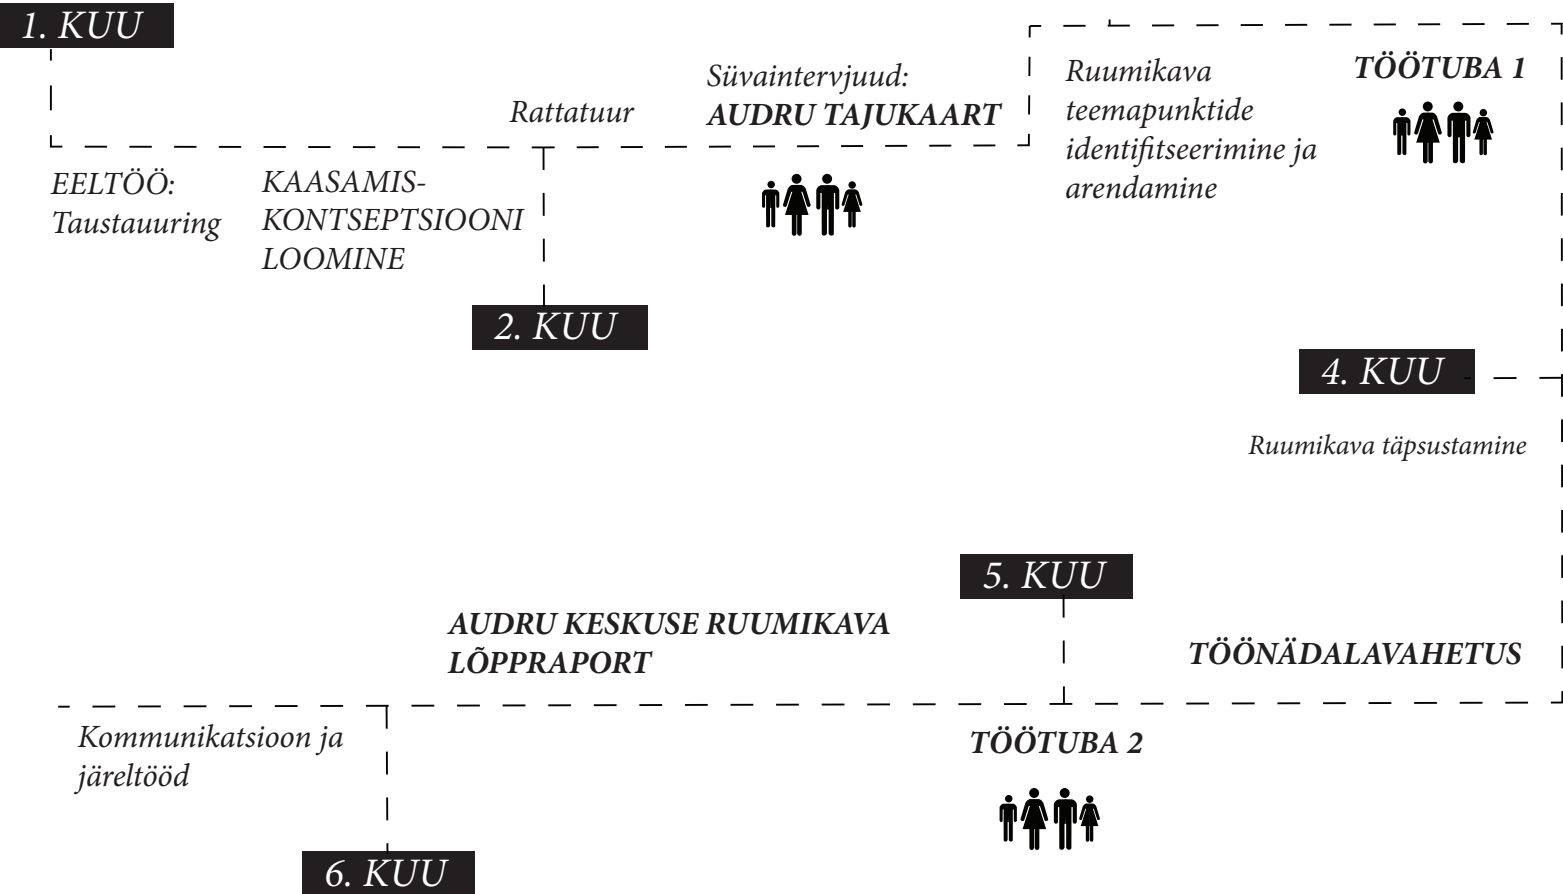 1. KUU
EELTÖÖ:
Taustauuring
KAASAMIS-
KONTSEPTSIOONI
LOOMINE
Rattatuur
2. KUU
Süvaintervjuud:
AUDRU TAJUKAART
Ruumikava
teemapunktide
identifitseerimine ja
arendamine
TÖÖTUBA 1
4. KUU
Ruumikava täpsustamine
TÖÖNÄDALAVAHETUS
5. KUU
TÖÖTUBA 2
AUDRU KESKUSE RUUMIKAVA
LÕPPRAPORT
6. KUU
Kommunikatsioon ja
järeltööd